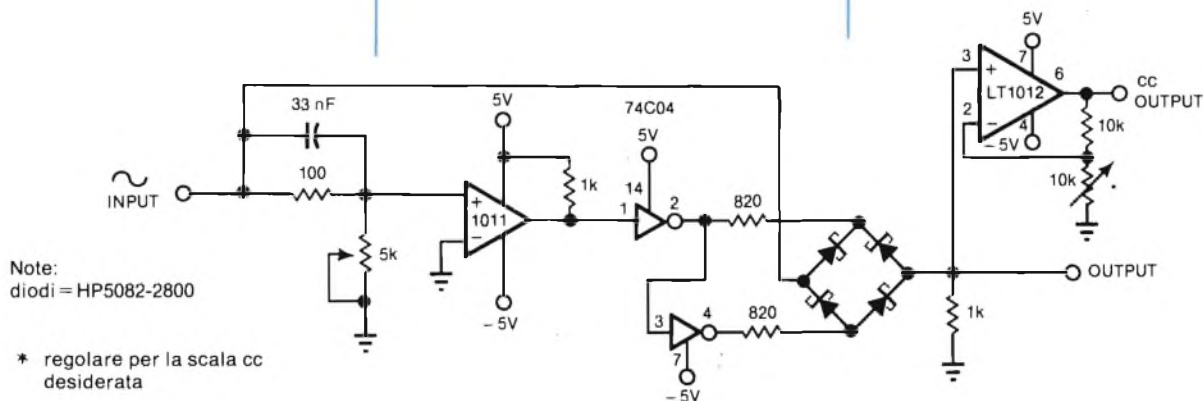 33 nF
100
INPUT
5k
5V
+
−
1011
− 5V
1k
74C04
5V
14
1
2
820
3
4
820
7
− 5V
5V
3
7
+
6
LT1012
2
−
4
− 5V
cc
OUTPUT
10k
10k
OUTPUT
1k
Note:
diodi = HP5082-2800
* regolare per la scala cc
desiderata